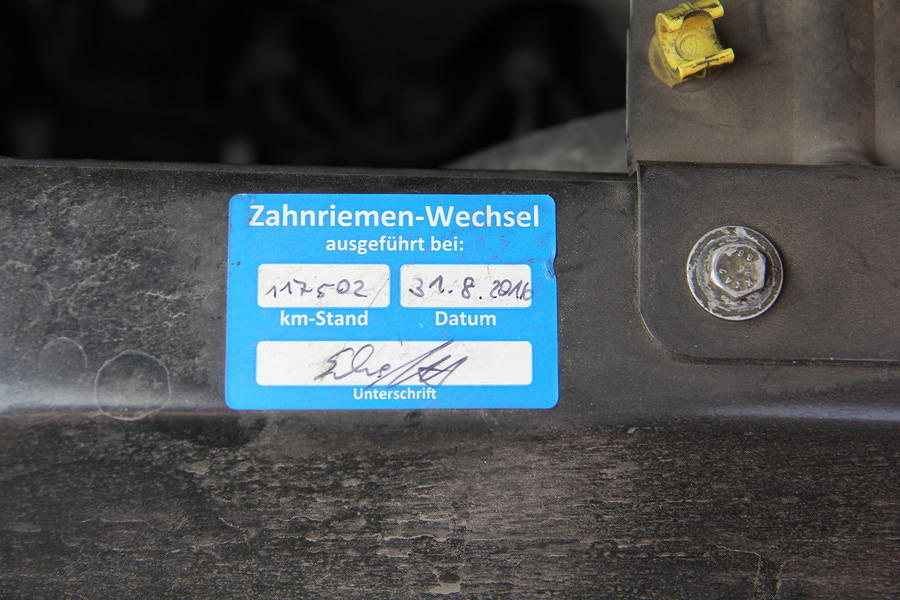 Zahnriemen-Wechsel
ausgeführt bei:
117502 31.8.2016
km-Stand Datum
Unterschrift